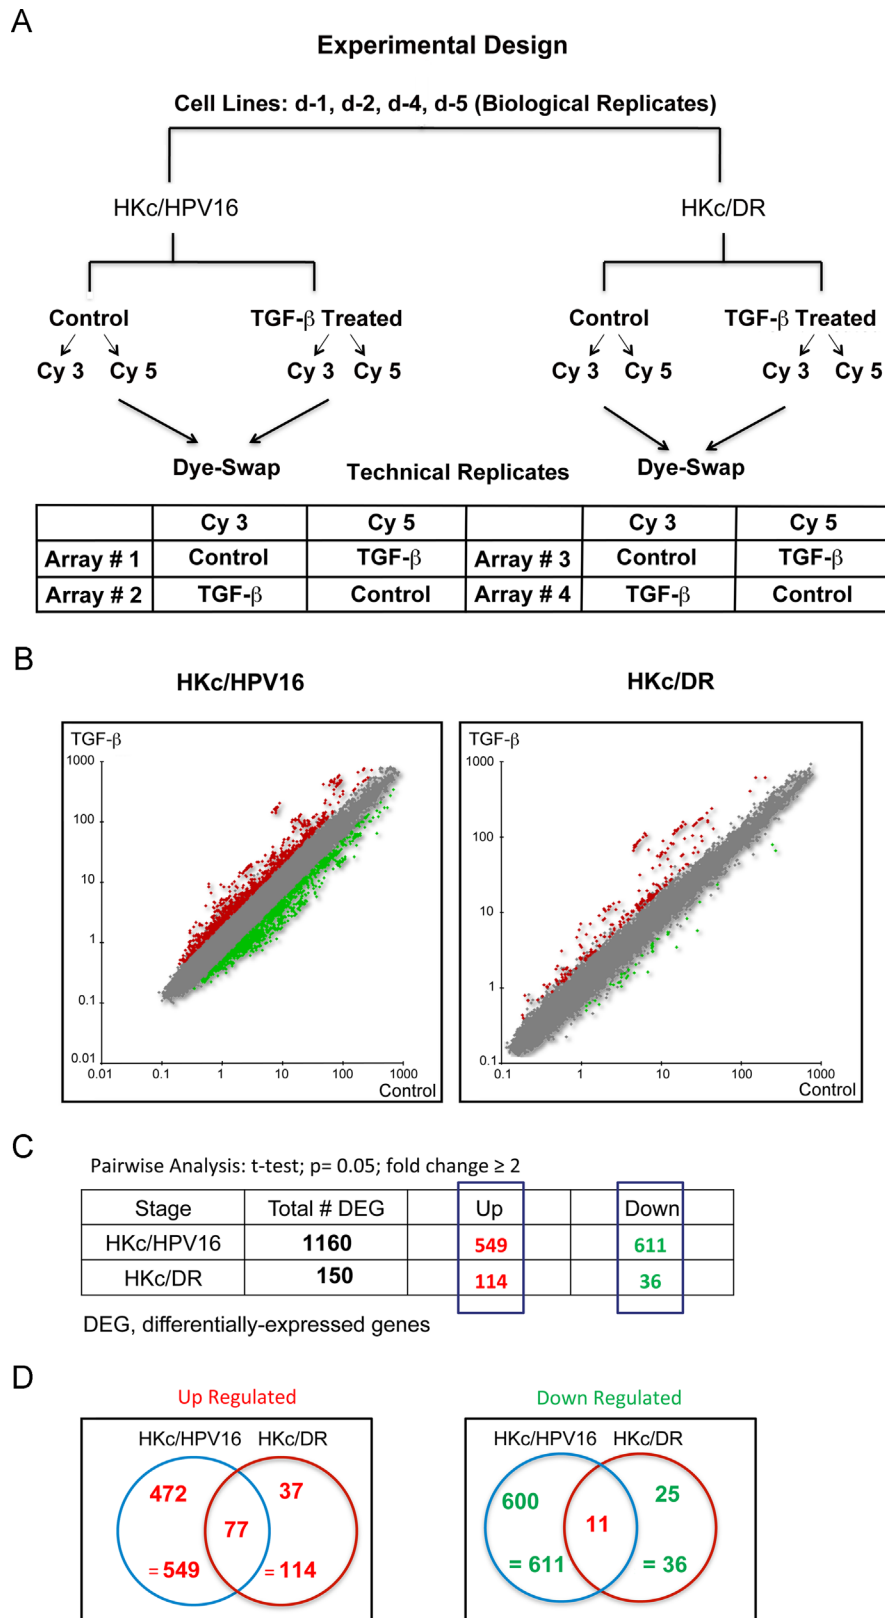 A
Experimental Design
Cell Lines: d-1, d-2, d-4, d-5 (Biological Replicates)
HKc/HPV16 HKc/DR
Control TGF-β Treated Control TGF-β Treated
Cy 3 Cy 5 Cy 3 Cy 5 Cy 3 Cy 5 Cy 3 Cy 5
Dye-Swap Technical Replicates Dye-Swap
Cy 3 Cy 5 Cy 3 Cy 5
Array # 1 Control TGF-β Array # 3 Control TGF-β
Array # 2 TGF-β Control Array # 4 TGF-β Control
B
HKc/HPV16 HKc/DR
TGF-β
1000
100
10
1
0.1
0.01
0.01 0.1 1 10 100 1000
Control
TGF-β
1000
100
10
1
0.1
0.1 1 10 100 1000
Control
C
Pairwise Analysis: t-test; p= 0.05; fold change ≥ 2
Stage Total # DEG Up Down
HKc/HPV16 1160 549 611
HKc/DR 150 114 36
DEG, differentially-expressed genes
D
Up Regulated
HKc/HPV16 HKc/DR
472 37
77
= 549 = 114
Down Regulated
HKc/HPV16 HKc/DR
600 25
11
= 611 = 36